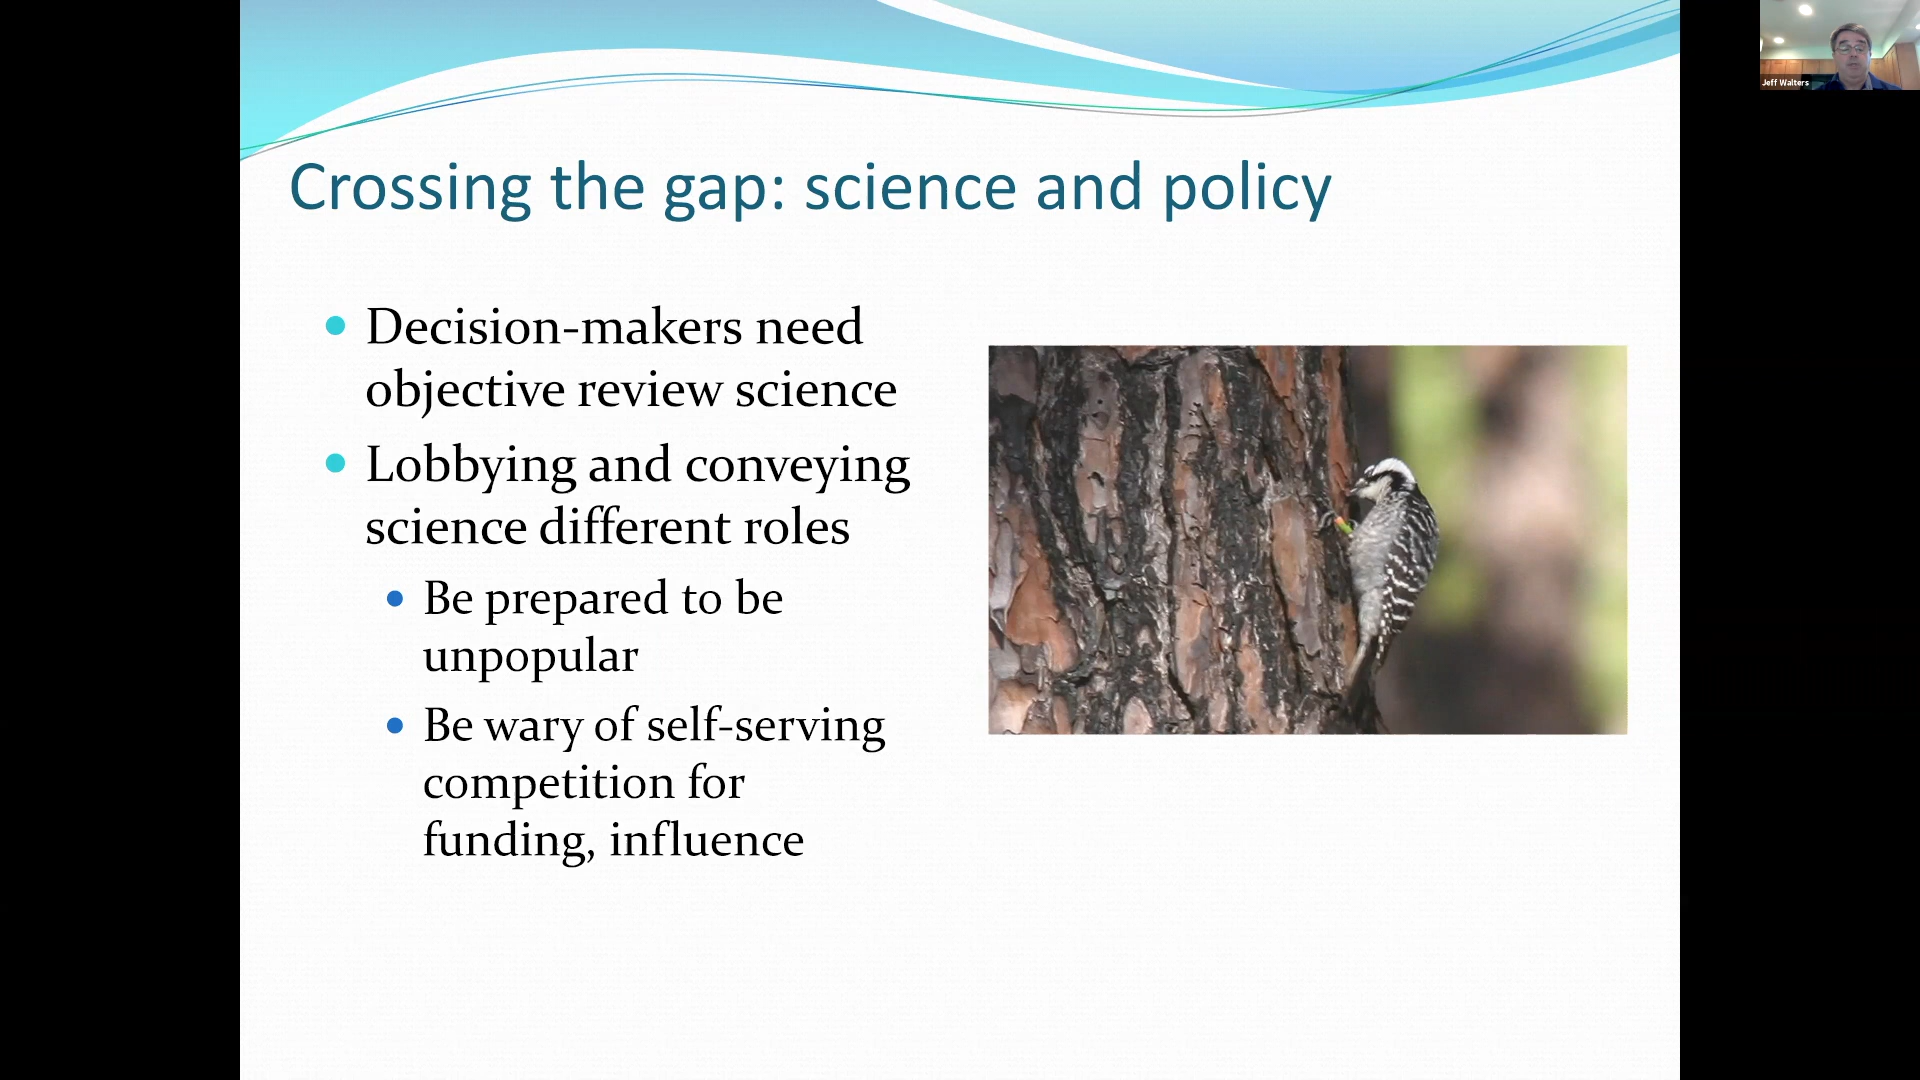 Jeff Walters
Crossing the gap: science and policy
Decision-makers need
objective review science
Lobbying and conveying
science different roles
Be prepared to be
unpopular
Be wary of self-serving
competition for
funding, influence